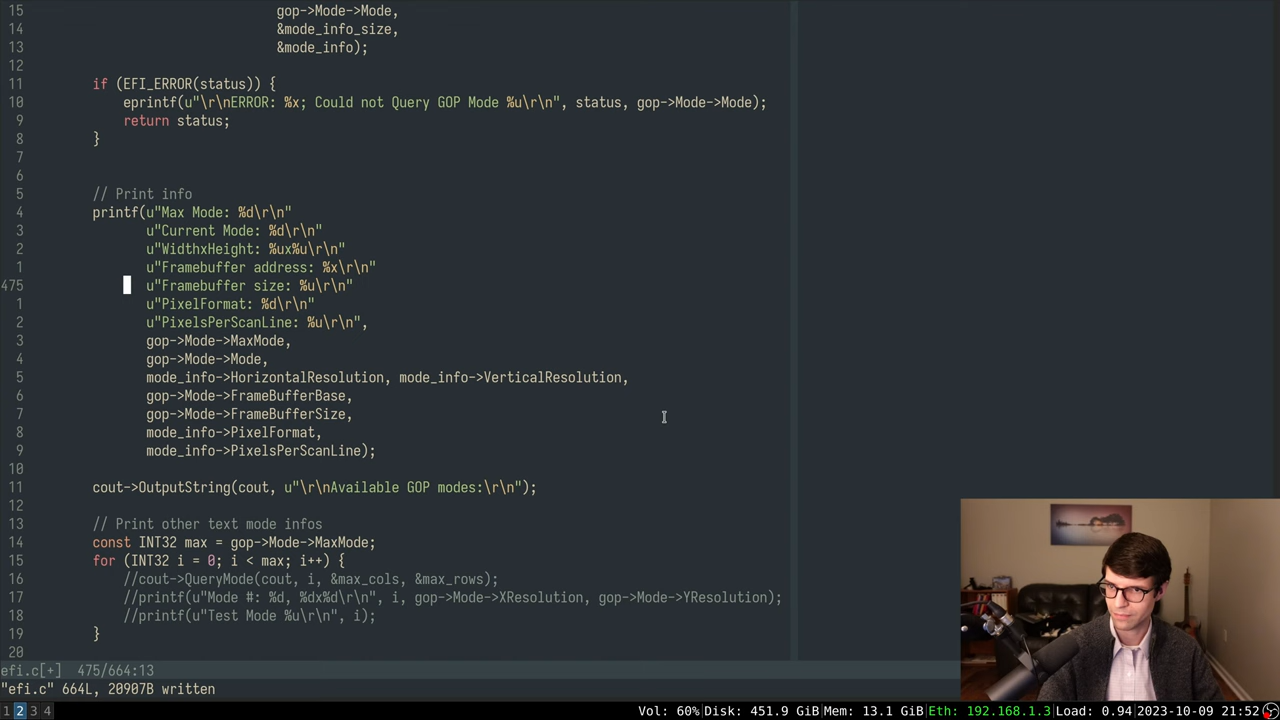 15                              gop->Mode->Mode,
14                              &mode_info_size,
13                              &mode_info);
12
11      if (EFI_ERROR(status)) {
10          eprintf(u"\r\nERROR: %x; Could not Query GOP Mode %u\r\n", status, gop->Mode->Mode);
9          return status;
8      }
7
6
5      // Print info
4      printf(u"Max Mode: %d\r\n"
3             u"Current Mode: %d\r\n"
2             u"WidthxHeight: %ux%u\r\n"
1             u"Framebuffer address: %x\r\n"
475             u"Framebuffer size: %u\r\n"
1             u"PixelFormat: %d\r\n"
2             u"PixelsPerScanLine: %u\r\n",
3             gop->Mode->MaxMode,
4             gop->Mode->Mode,
5             mode_info->HorizontalResolution, mode_info->VerticalResolution,
6             gop->Mode->FrameBufferBase,
7             gop->Mode->FrameBufferSize,
8             mode_info->PixelFormat,
9             mode_info->PixelsPerScanLine);
10
11      cout->OutputString(cout, u"\r\nAvailable GOP modes:\r\n");
12
13      // Print other text mode infos
14      const INT32 max = gop->Mode->MaxMode;
15      for (INT32 i = 0; i < max; i++) {
16          //cout->QueryMode(cout, i, &max_cols, &max_rows);
17          //printf(u"Mode #: %d, %dx%d\r\n", i, gop->Mode->XResolution, gop->Mode->YResolution);
18          //printf(u"Test Mode %u\r\n", i);
19      }
20
efi.c[+]  475/664:13
"efi.c" 664L, 20907B written
1 2 3 4 Vol: 60%|Disk: 451.9 GiB|Mem: 13.1 GiB|Eth: 192.168.1.3|Load: 0.94|2023-10-09 21:52